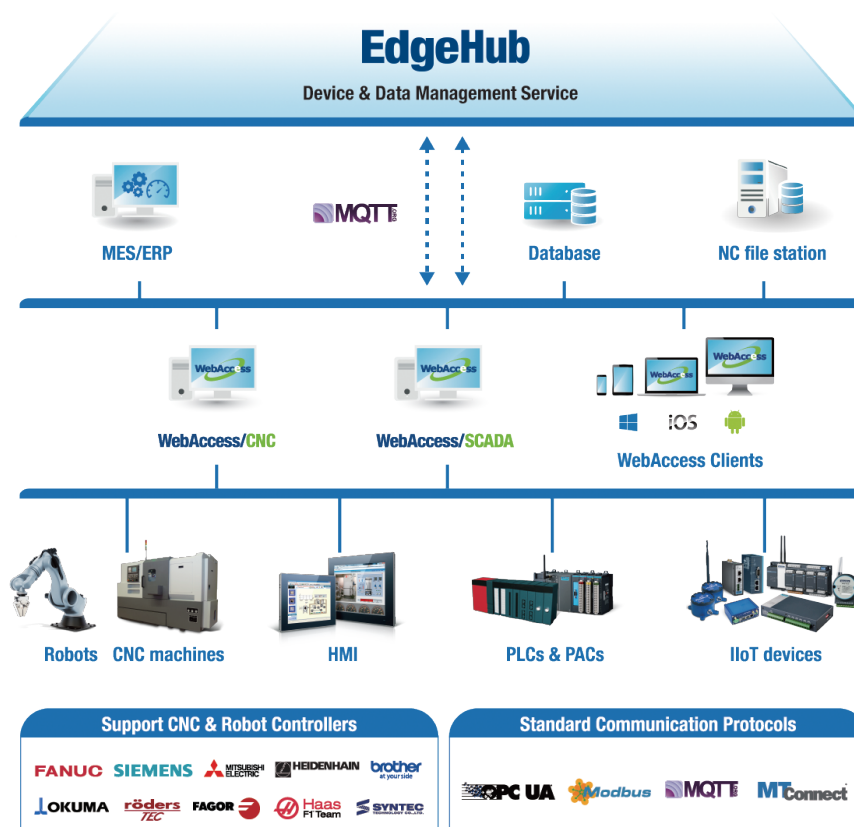 EdgeHub
Device & Data Management Service
MQTT
MES/ERP
Database
NC file station
WebAccess
WebAccess
WebAccess
WebAccess
iOS
WebAccess/CNC
WebAccess/SCADA
WebAccess Clients
Robots
CNC machines
HMI
PLCs & PACs
IIoT devices
Support CNC & Robot Controllers
Standard Communication Protocols
FANUC
SIEMENS
MITSUBISHI
ELECTRIC
HEIDENHAIN
brother
at your side
OPC UA
Modbus
MQTT
MTConnect
OKUMA
röders
TEC
FAGOR
Haas
F1 Team
SYNTEC
TECHNOLOGY CO.,LTD.